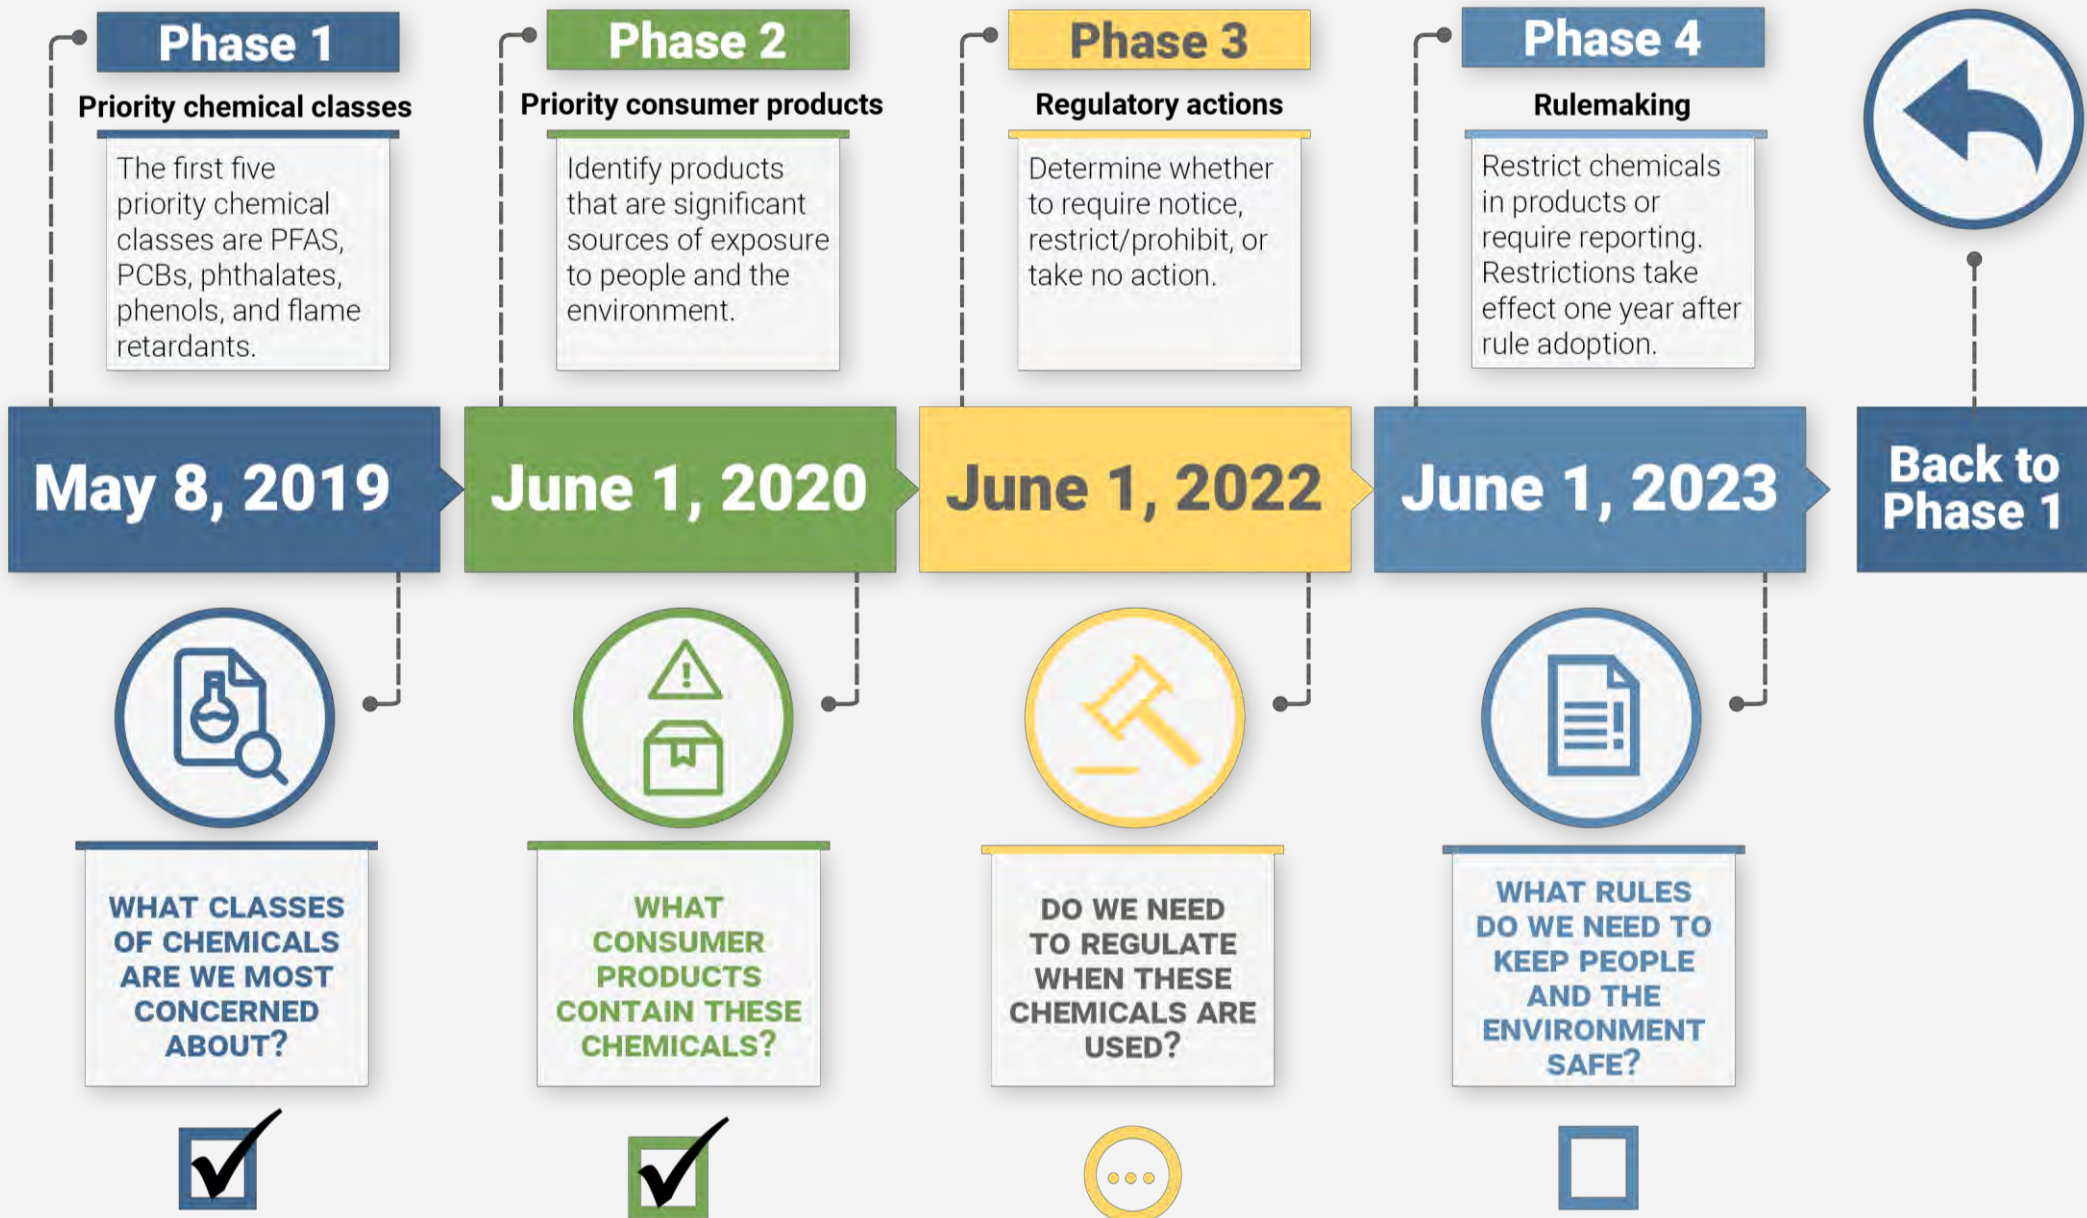 Phase 1
Priority chemical classes
The first five
priority chemical
classes are PFAS,
PCBs, phthalates,
phenols, and flame
retardants.
May 8, 2019
WHAT CLASSES
OF CHEMICALS
ARE WE MOST
CONCERNED
ABOUT?
Phase 2
Priority consumer products
Identify products
that are significant
sources of exposure
to people and the
environment.
June 1, 2020
WHAT
CONSUMER
PRODUCTS
CONTAIN THESE
CHEMICALS?
Phase 3
Regulatory actions
Determine whether
to require notice,
restrict/prohibit, or
take no action.
June 1, 2022
DO WE NEED
TO REGULATE
WHEN THESE
CHEMICALS ARE
USED?
Phase 4
Rulemaking
Restrict chemicals
in products or
require reporting.
Restrictions take
effect one year after
rule adoption.
June 1, 2023
WHAT RULES
DO WE NEED TO
KEEP PEOPLE
AND THE
ENVIRONMENT
SAFE?
Back to
Phase 1